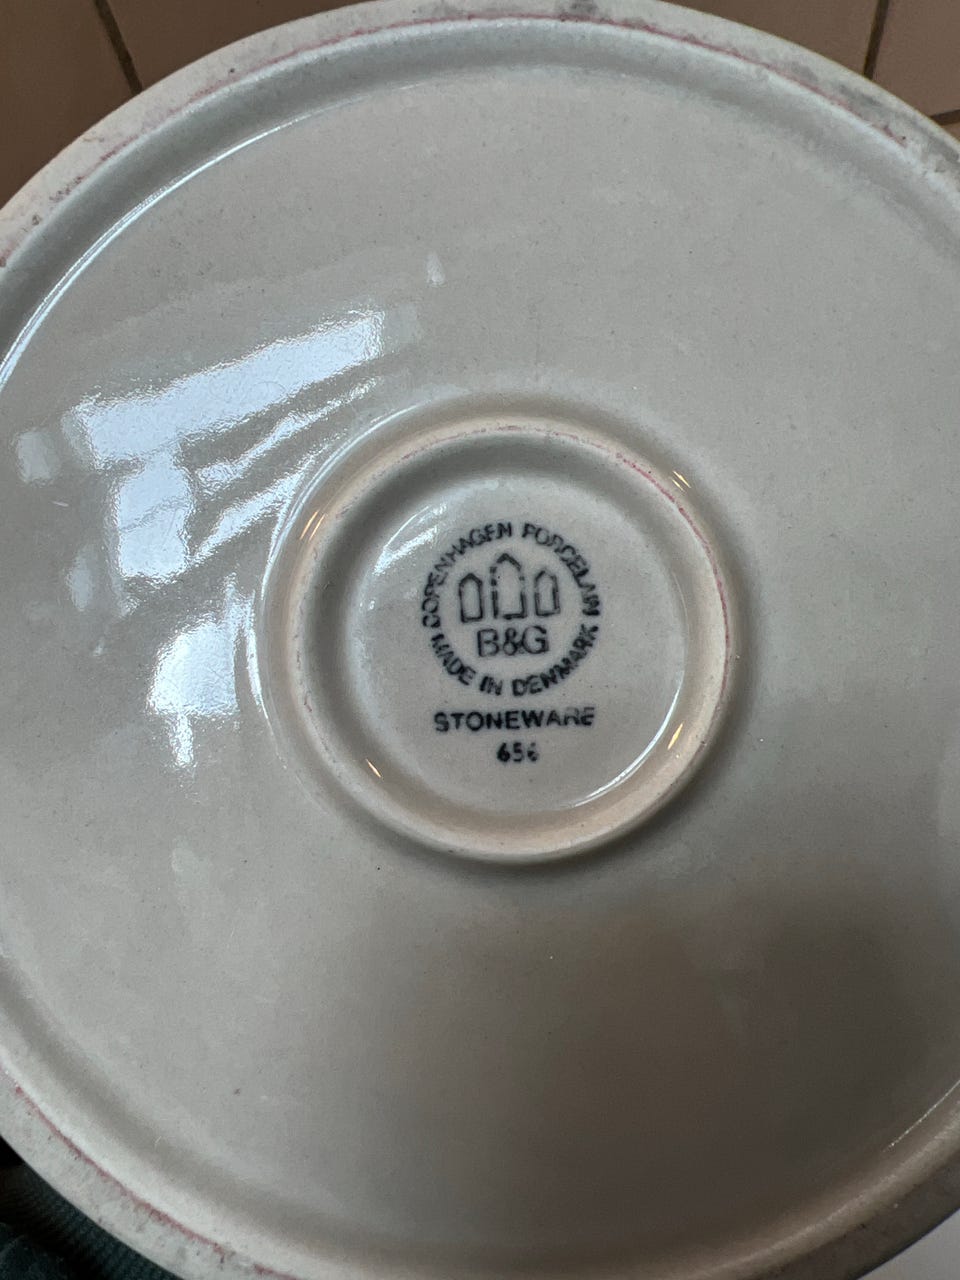 COPENHAGEN PORCELAIN
B&G
MADE IN DENMARK
STONEWARE
656